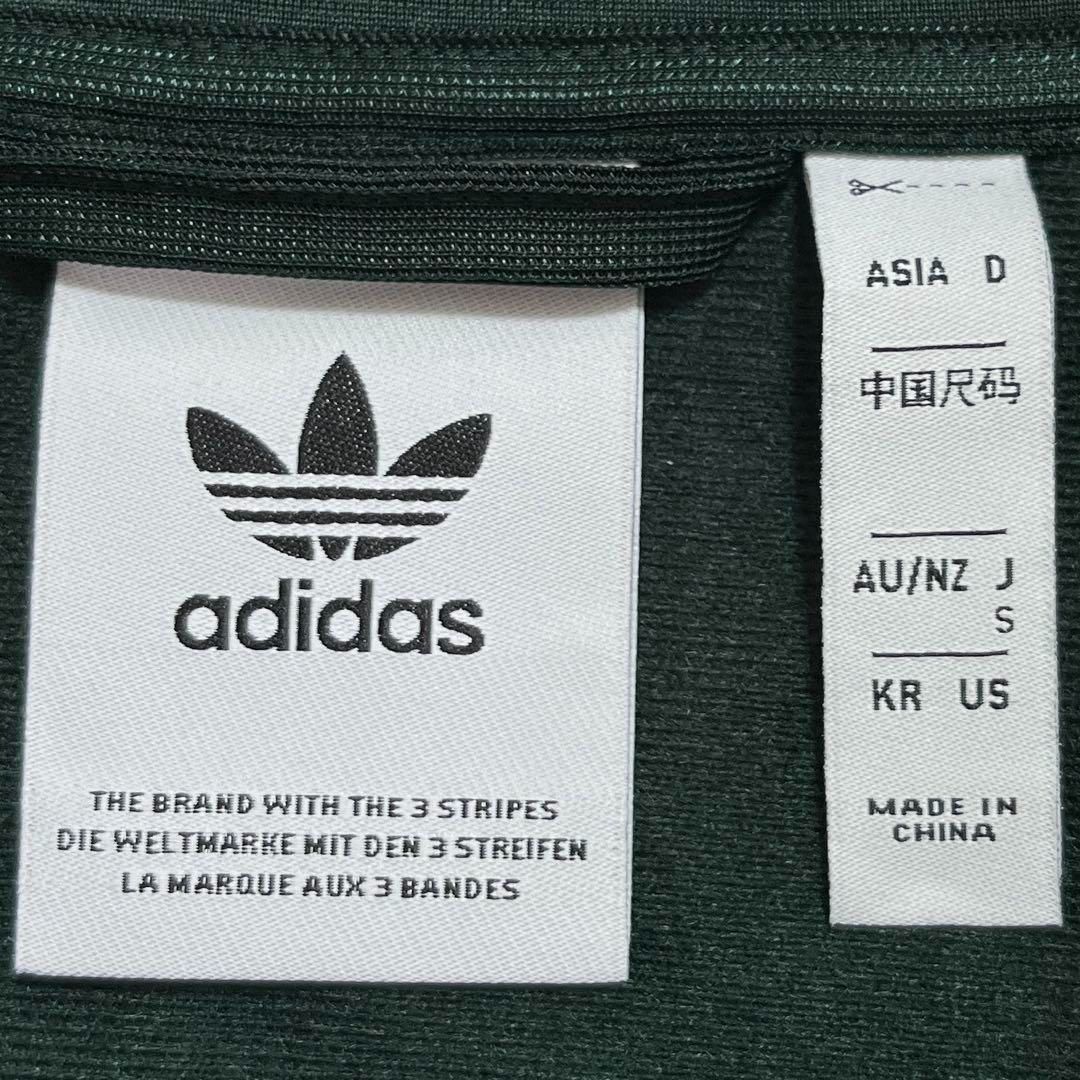 adidas
THE BRAND WITH THE 3 STRIPES
DIE WELTMARKE MIT DEN 3 STREIFEN
LA MARQUE AUX 3 BANDES
ASIA D
中国尺码
AU/NZ J
S
KR US
MADE IN
CHINA